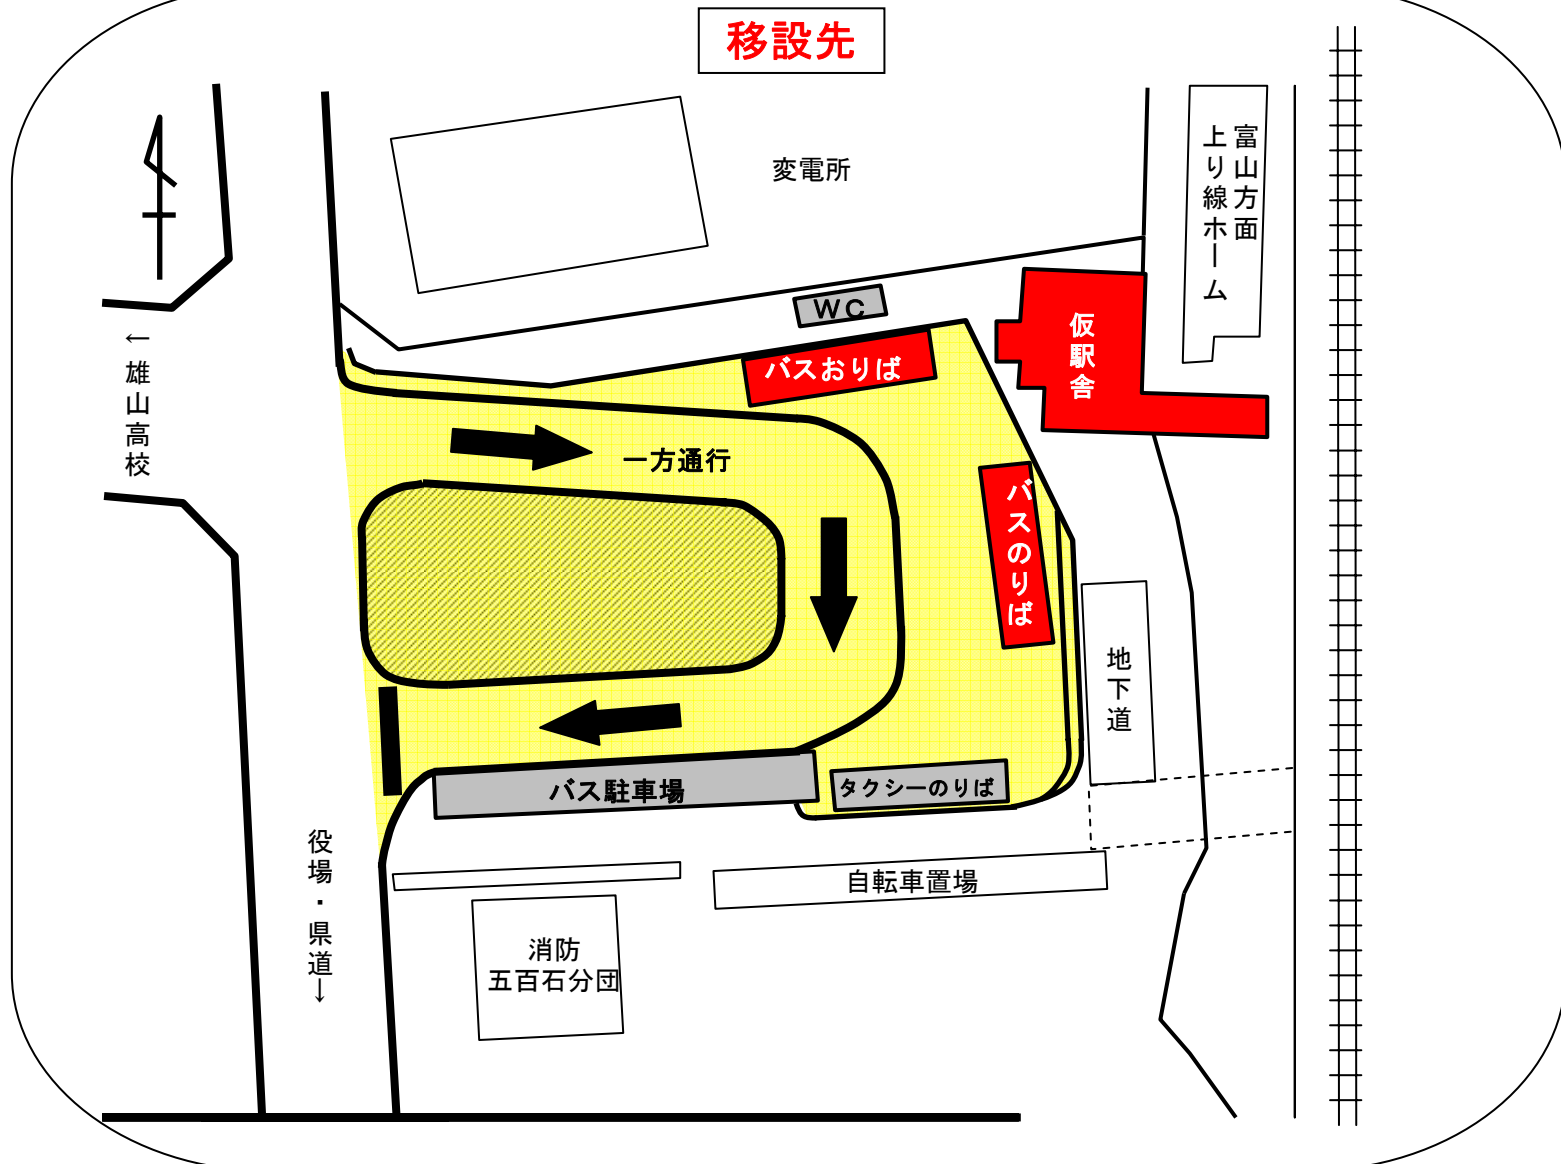 移設先
変電所
富山方面
上り線ホーム
WC
バスおりば
仮駅舎
←雄山高校
一方通行
バスのりば
地下道
バス駐車場
タクシーのりば
役場・県道→
自転車置場
消防
五百石分団